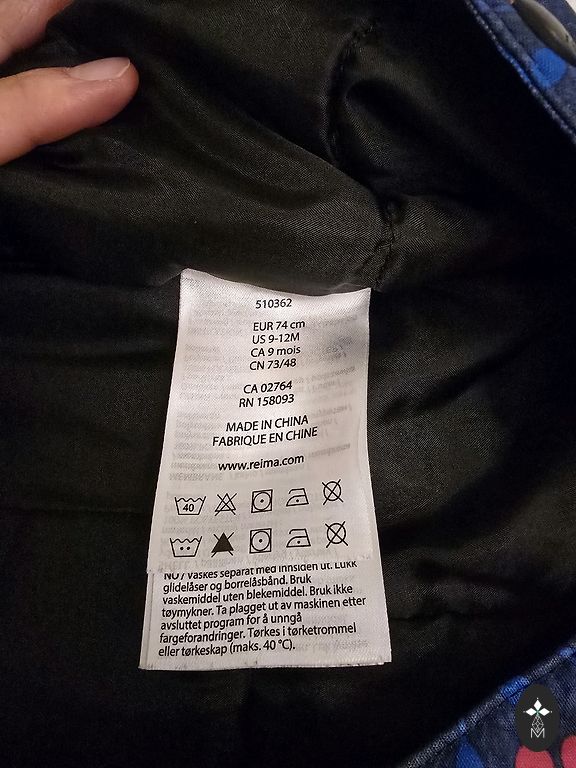 510362
EUR 74 cm
US 9-12M
CA 9 mois
CN 73/48
CA 02764
RN 158093
MADE IN CHINA
FABRIQUE EN CHINE
www.reima.com
40
NO / Vaskes separat med innsiden ut. Lukk
glidelåser og borrelåsbånd. Bruk
vaskemiddel uten blekemiddel. Bruk ikke
tøymykner. Ta plagget ut av maskinen etter
avsluttet program for å unngå
fargeforandringer. Tørkes i tørketrommel
eller tørkeskap (maks. 40 °C).
M